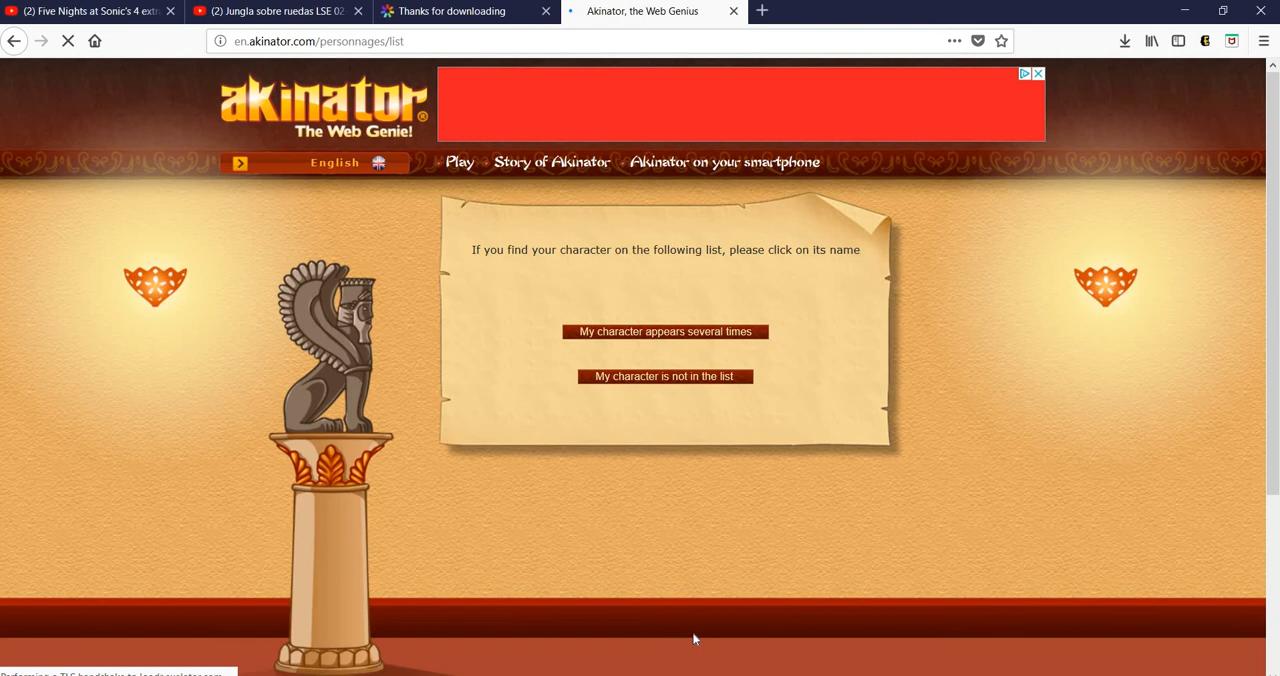 (2) Five Nights at Sonic's 4 extr
(2) Jungla sobre ruedas LSE 02
Thanks for downloading
Akinator, the Web Genius
en.akinator.com/personnages/list
akinator®
The Web Genie!
English
Play
Story of Akinator
Akinator on your smartphone
If you find your character on the following list, please click on its name
My character appears several times
My character is not in the list